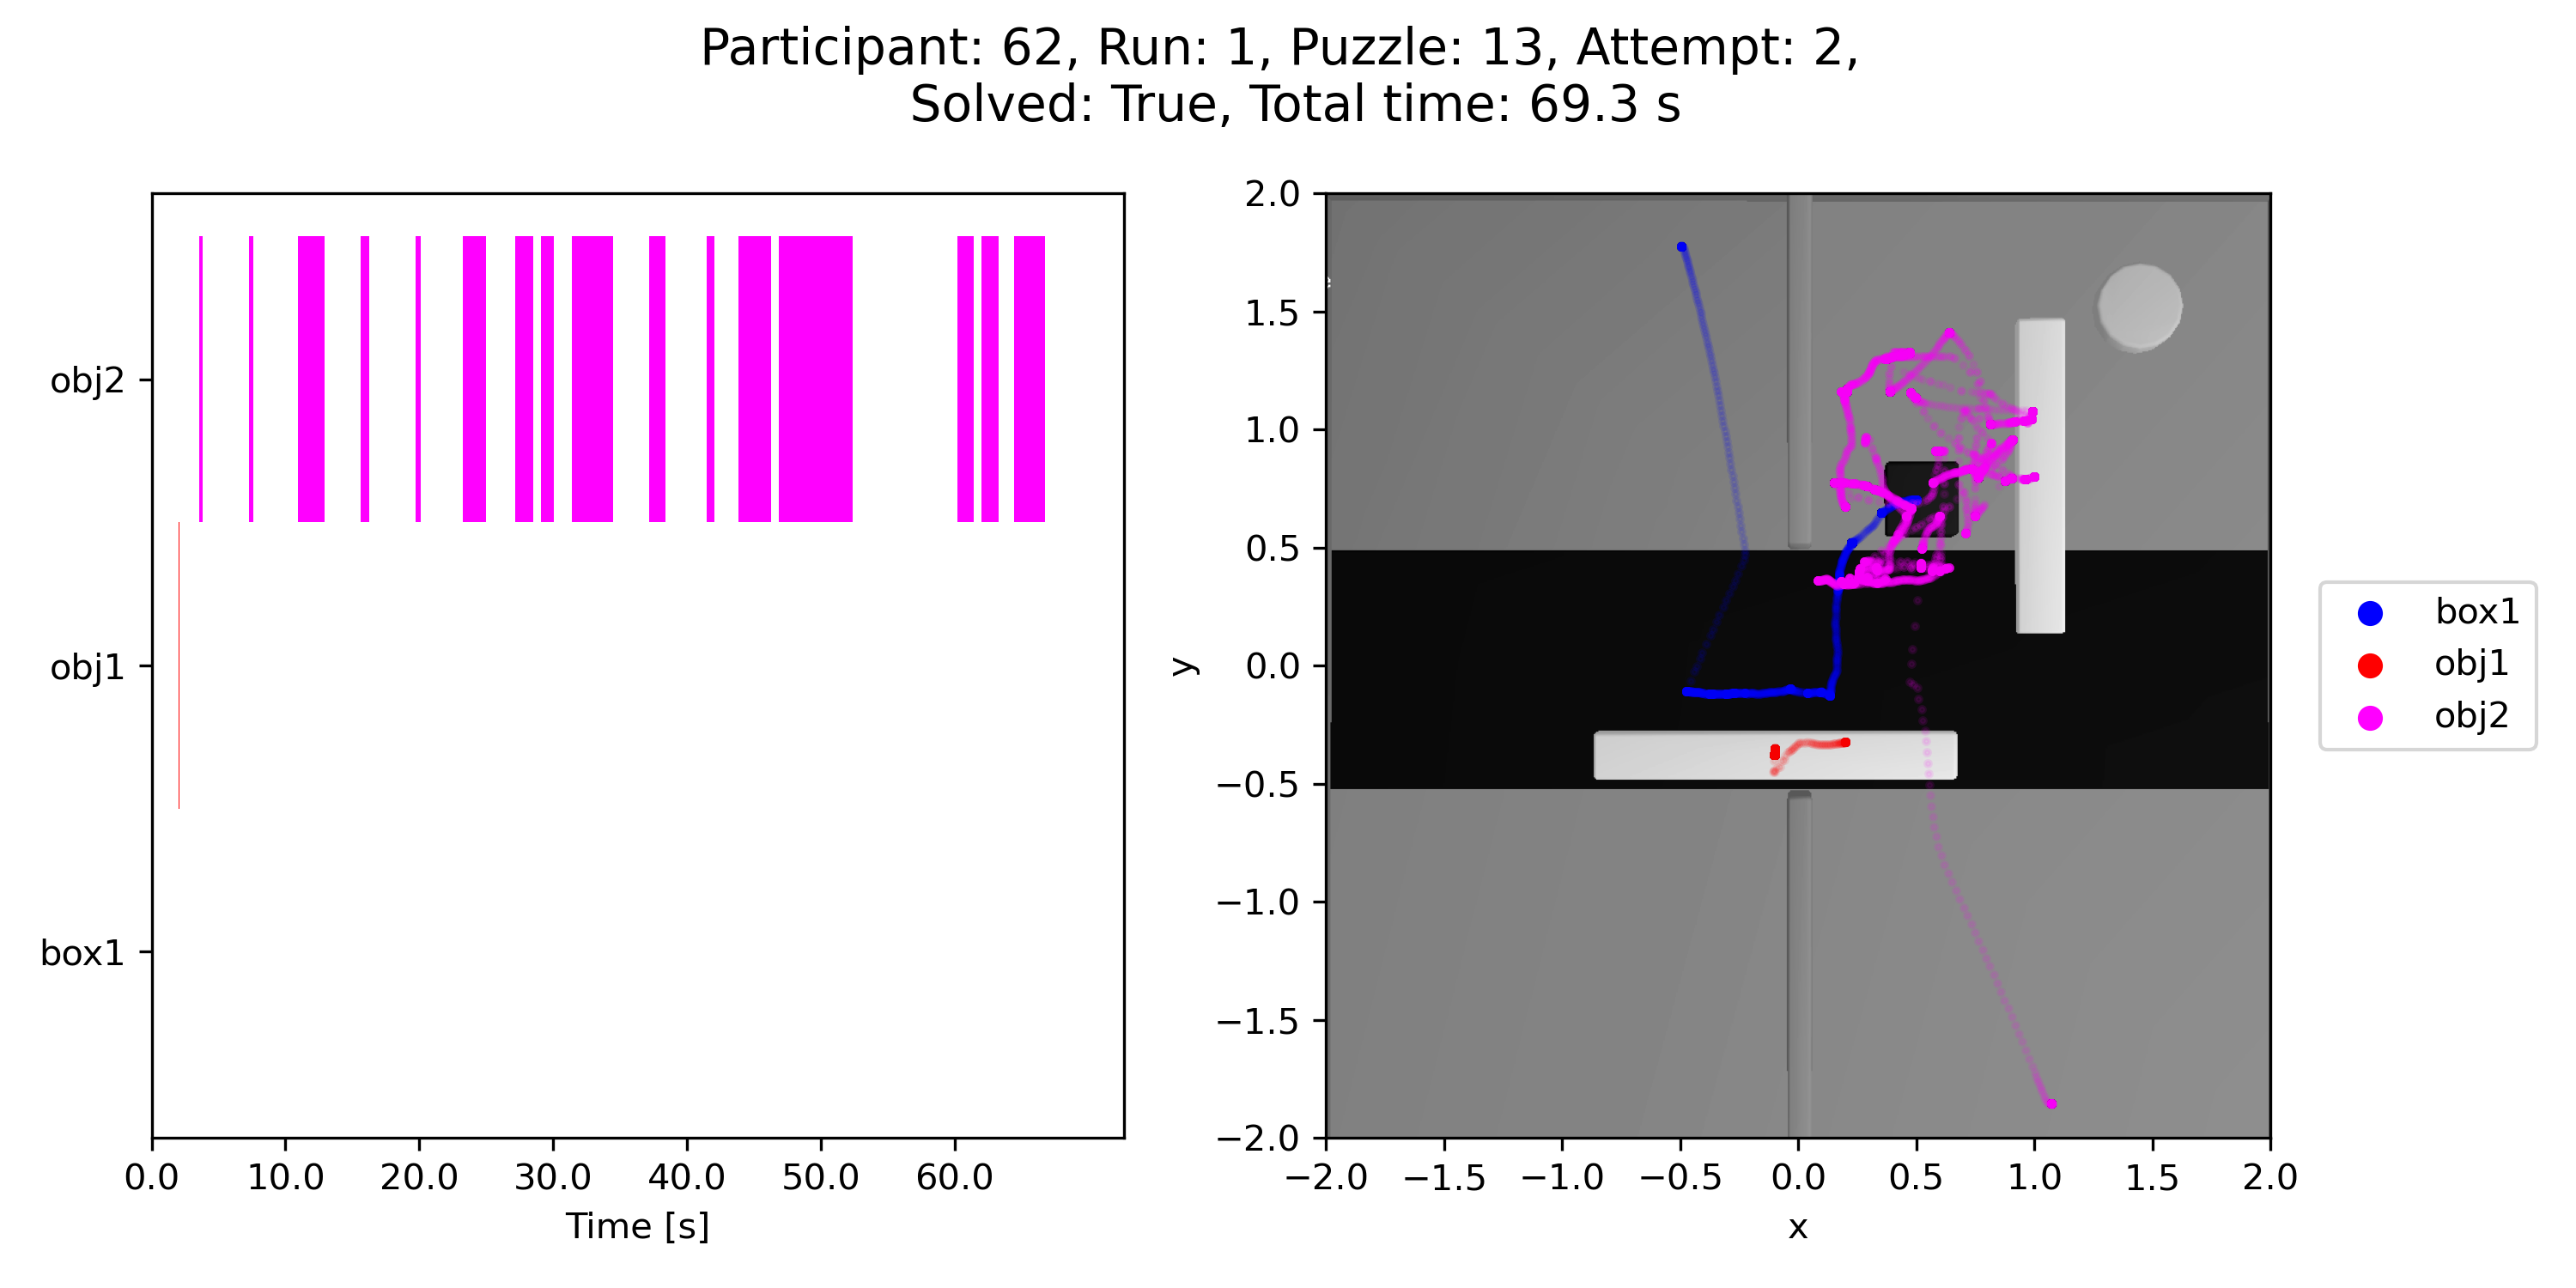 Participant: 62, Run: 1, Puzzle: 13, Attempt: 2,
Solved: True, Total time: 69.3 s
obj2
obj1
box1
0.0 10.0 20.0 30.0 40.0 50.0 60.0
Time [s]
2.0
1.5
1.0
0.5
0.0
−0.5
−1.0
−1.5
−2.0
y
−2.0 −1.5 −1.0 −0.5 0.0 0.5 1.0 1.5 2.0
x
box1
obj1
obj2